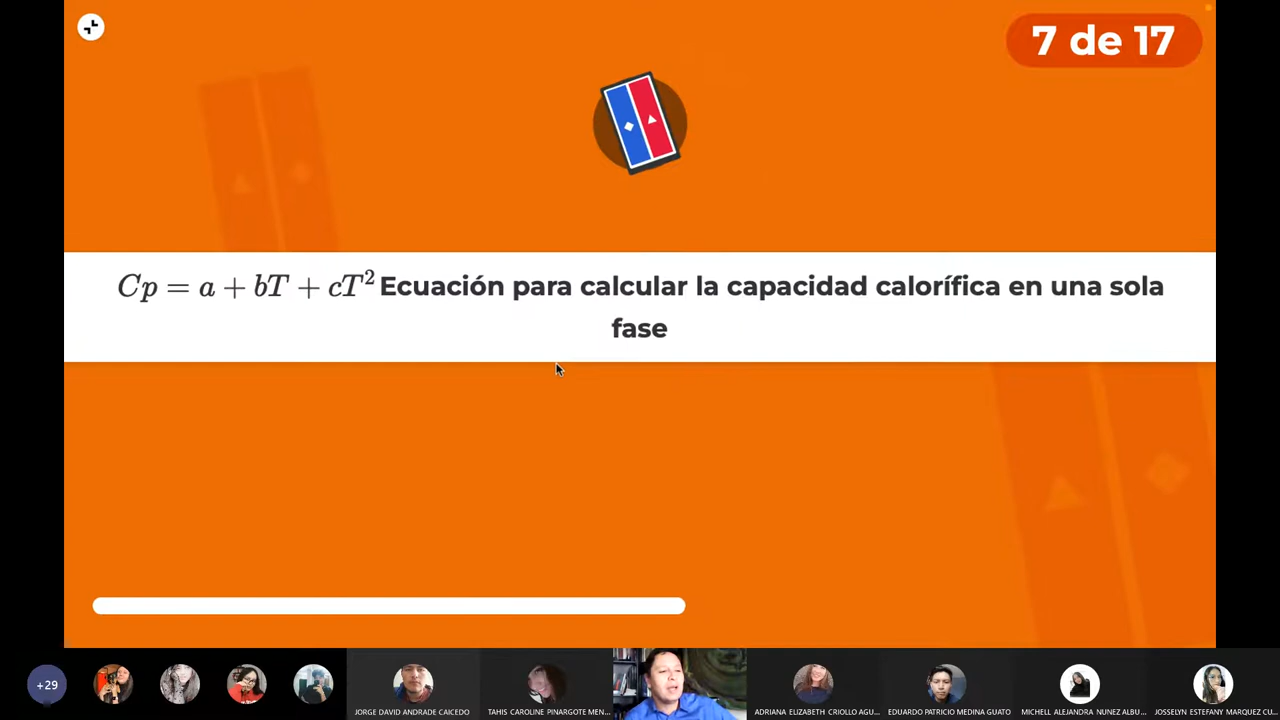 7 de 17
Cp = a + bT + cT² Ecuación para calcular la capacidad calorífica en una sola
fase
+29
JORGE DAVID ANDRADE CAICEDO
TAHIS CAROLINE PINARGOTE MEN...
ADRIANA ELIZABETH CRIOLLO AGU...
EDUARDO PATRICIO MEDINA GUATO
MICHELL ALEJANDRA NUNEZ ALBU...
JOSSELYN ESTEFANY MARQUEZ CU...